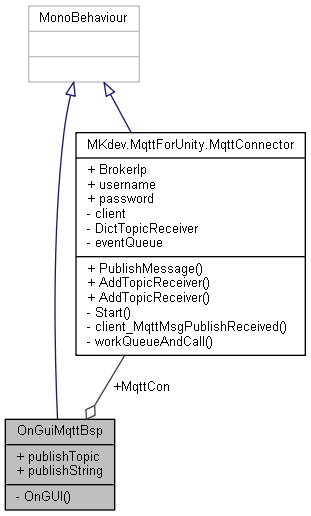 MonoBehaviour
MKdev.MqttForUnity.MqttConnector
+ BrokerIp
+ username
+ password
- client
- DictTopicReceiver
- eventQueue
+ PublishMessage()
+ AddTopicReceiver()
+ AddTopicReceiver()
- Start()
- client_MqttMsgPublishReceived()
- workQueueAndCall()
+MqttCon
OnGuiMqttBsp
+ publishTopic
+ publishString
- OnGUI()